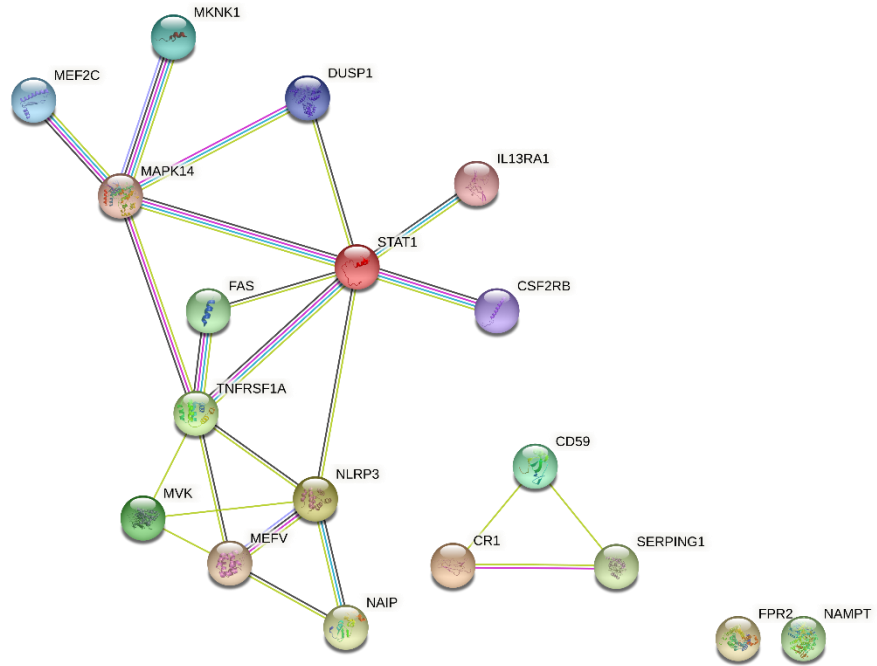 MKNK1
MEF2C
DUSP1
IL13RA1
MAPK14
STAT1
FAS
CSF2RB
TNFRSF1A
CD59
NLRP3
MVK
MEFV
CR1
SERPING1
NAIP
FPR2
NAMPT